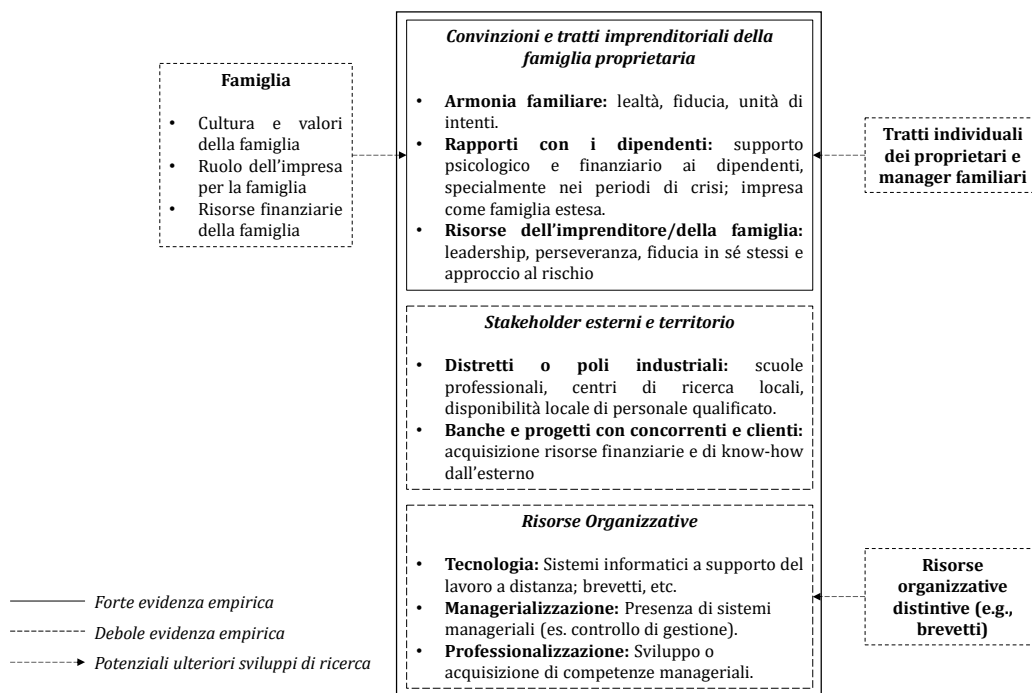 Convinzioni e tratti imprenditoriali della
famiglia proprietaria
• Armonia familiare: lealtà, fiducia, unità di
intenti.
• Rapporti con i dipendenti: supporto
psicologico e finanziario ai dipendenti,
specialmente nei periodi di crisi; impresa
come famiglia estesa.
• Risorse dell'imprenditore/della famiglia:
leadership, perseveranza, fiducia in sé stessi e
approccio al rischio
Famiglia
• Cultura e valori
della famiglia
• Ruolo dell'impresa
per la famiglia
• Risorse finanziarie
della famiglia
Tratti individuali
dei proprietari e
manager familiari
Stakeholder esterni e territorio
• Distretti o poli industriali: scuole
professionali, centri di ricerca locali,
disponibilità locale di personale qualificato.
• Banche e progetti con concorrenti e clienti:
acquisizione risorse finanziarie e di know-how
dall'esterno
Risorse Organizzative
• Tecnologia: Sistemi informatici a supporto del
lavoro a distanza; brevetti, etc.
• Managerializzazione: Presenza di sistemi
manageriali (es. controllo di gestione).
• Professionalizzazione: Sviluppo o
acquisizione di competenze manageriali.
Risorse
organizzative
distintive (e.g.,
brevetti)
Forte evidenza empirica
Debole evidenza empirica
Potenziali ulteriori sviluppi di ricerca